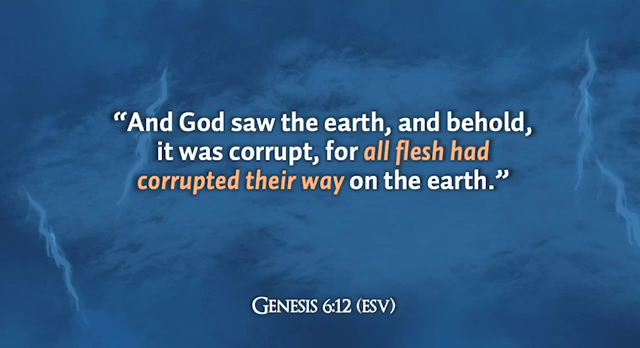 “And God saw the earth, and behold,
it was corrupt, for all flesh had
corrupted their way on the earth.”
Genesis 6:12 (ESV)